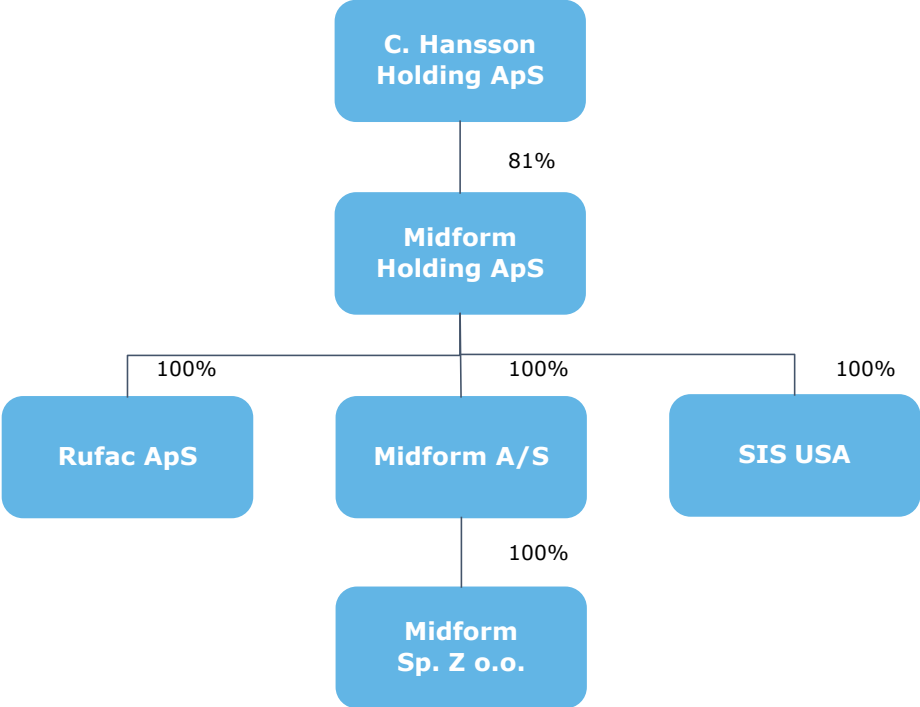 C. Hansson
Holding ApS
81%
Midform
Holding ApS
100%
100%
100%
Rufac ApS
Midform A/S
SIS USA
100%
Midform
Sp. Z o.o.